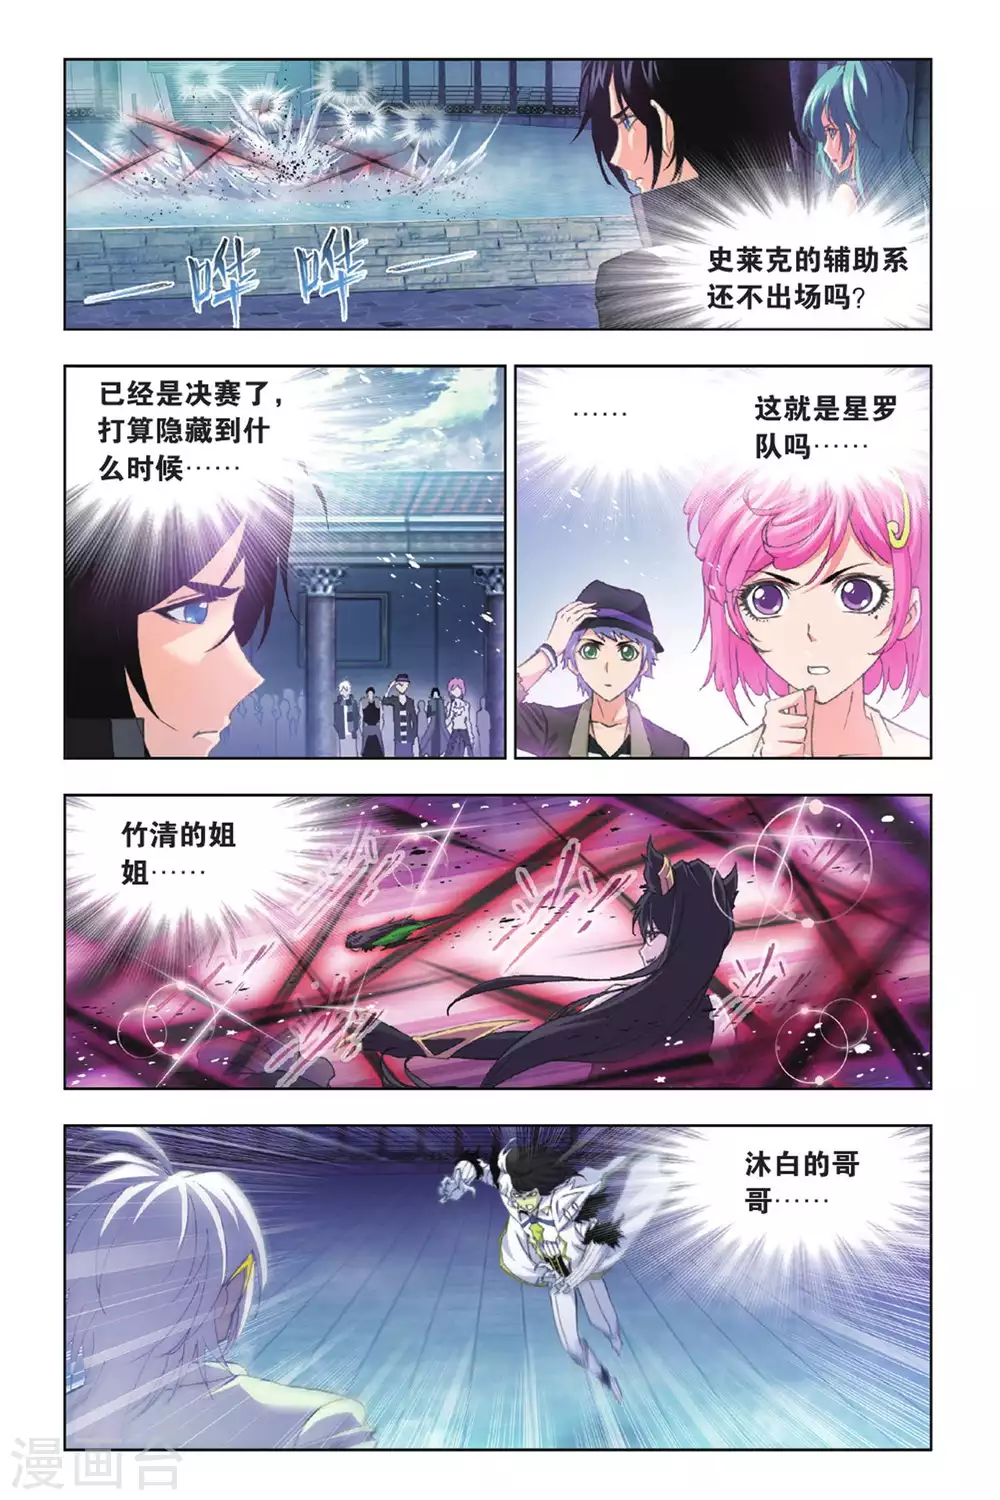 哗 哗
史莱克的辅助系
还不出场吗？
已经是决赛了，
打算隐藏到什
么时候……
……
这就是星罗
队吗……
竹清的姐
姐……
沐白的哥
哥……
漫画台